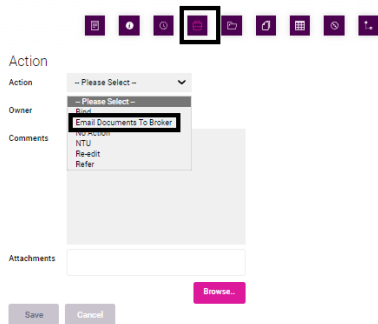 Action
Action
-- Please Select --
-- Please Select --
Bind
Owner
Email Documents To Broker
No Action
Comments
NTU
Re-edit
Refer
Attachments
Browse..
Save
Cancel